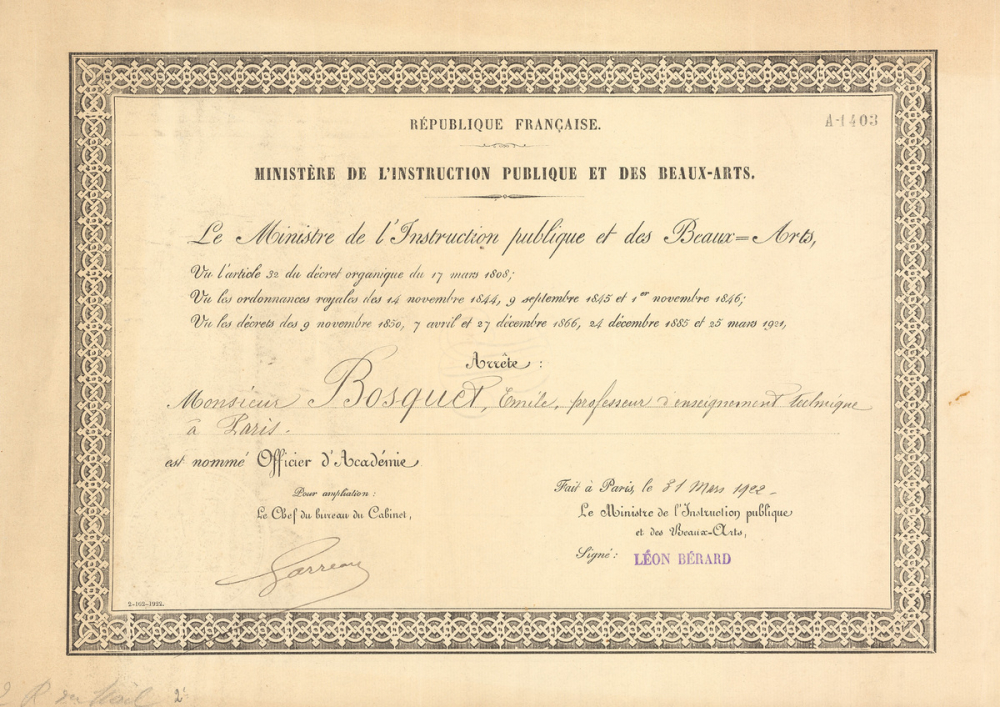 RÉPUBLIQUE FRANÇAISE.
A-1403
MINISTÈRE DE L'INSTRUCTION PUBLIQUE ET DES BEAUX-ARTS.
Le Ministre de l'Instruction publique et des Beaux=Arts,
Vu l'article 32 du décret organique du 17 mars 1808;
Vu les ordonnances royales des 14 novembre 1844, 9 septembre 1845 et 1er novembre 1846;
Vu les décrets des 9 novembre 1850, 7 avril et 27 décembre 1866, 24 décembre 1885 et 25 mars 1921,
Arrête :
Monsieur Bosquet, Emile, professeur d'enseignement technique
à Paris.
est nommé Officier d'Académie
Pour ampliation :
Le Chef du bureau du Cabinet,
Fait à Paris, le 31 Mars 1922-
Le Ministre de l'Instruction publique
et des Beaux-Arts,
Signé : LÉON BÉRARD
2-102-1922.